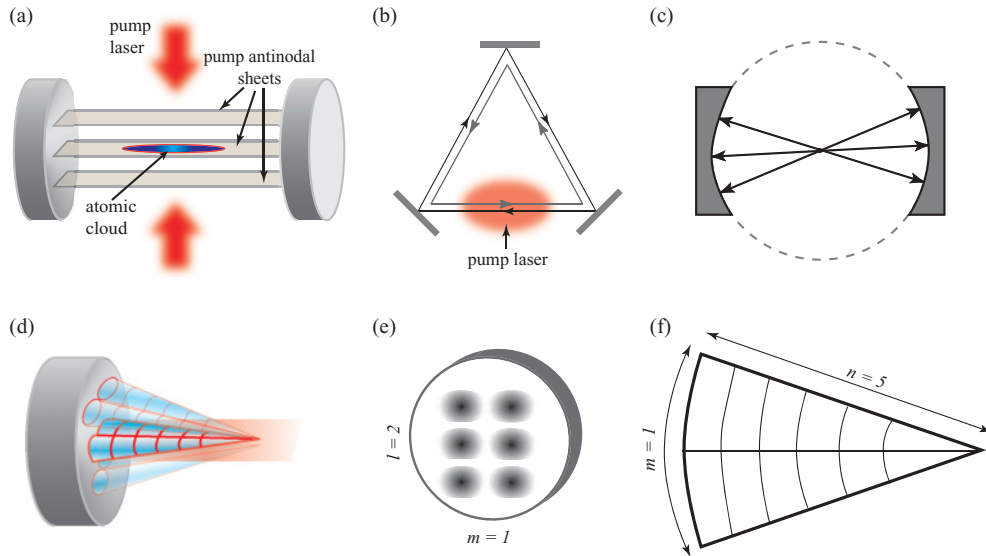 (a)
pump
laser
pump antinodal
sheets
atomic
cloud
(b)
pump laser
(c)
(d)
(e)
l = 2
m = 1
(f)
n = 5
m = 1